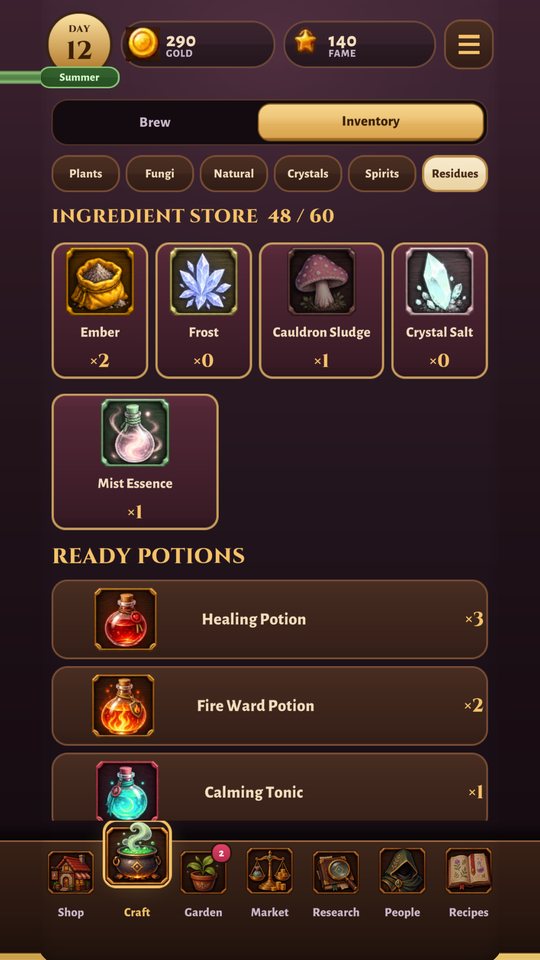 DAY
12
Summer
290
GOLD
140
FAME
Brew
Inventory
Plants
Fungi
Natural
Crystals
Spirits
Residues
INGREDIENT STORE 48 / 60
Ember
×2
Frost
×0
Cauldron Sludge
×1
Crystal Salt
×0
Mist Essence
×1
READY POTIONS
Healing Potion
×3
Fire Ward Potion
×2
Calming Tonic
×1
2
Shop
Craft
Garden
Market
Research
People
Recipes